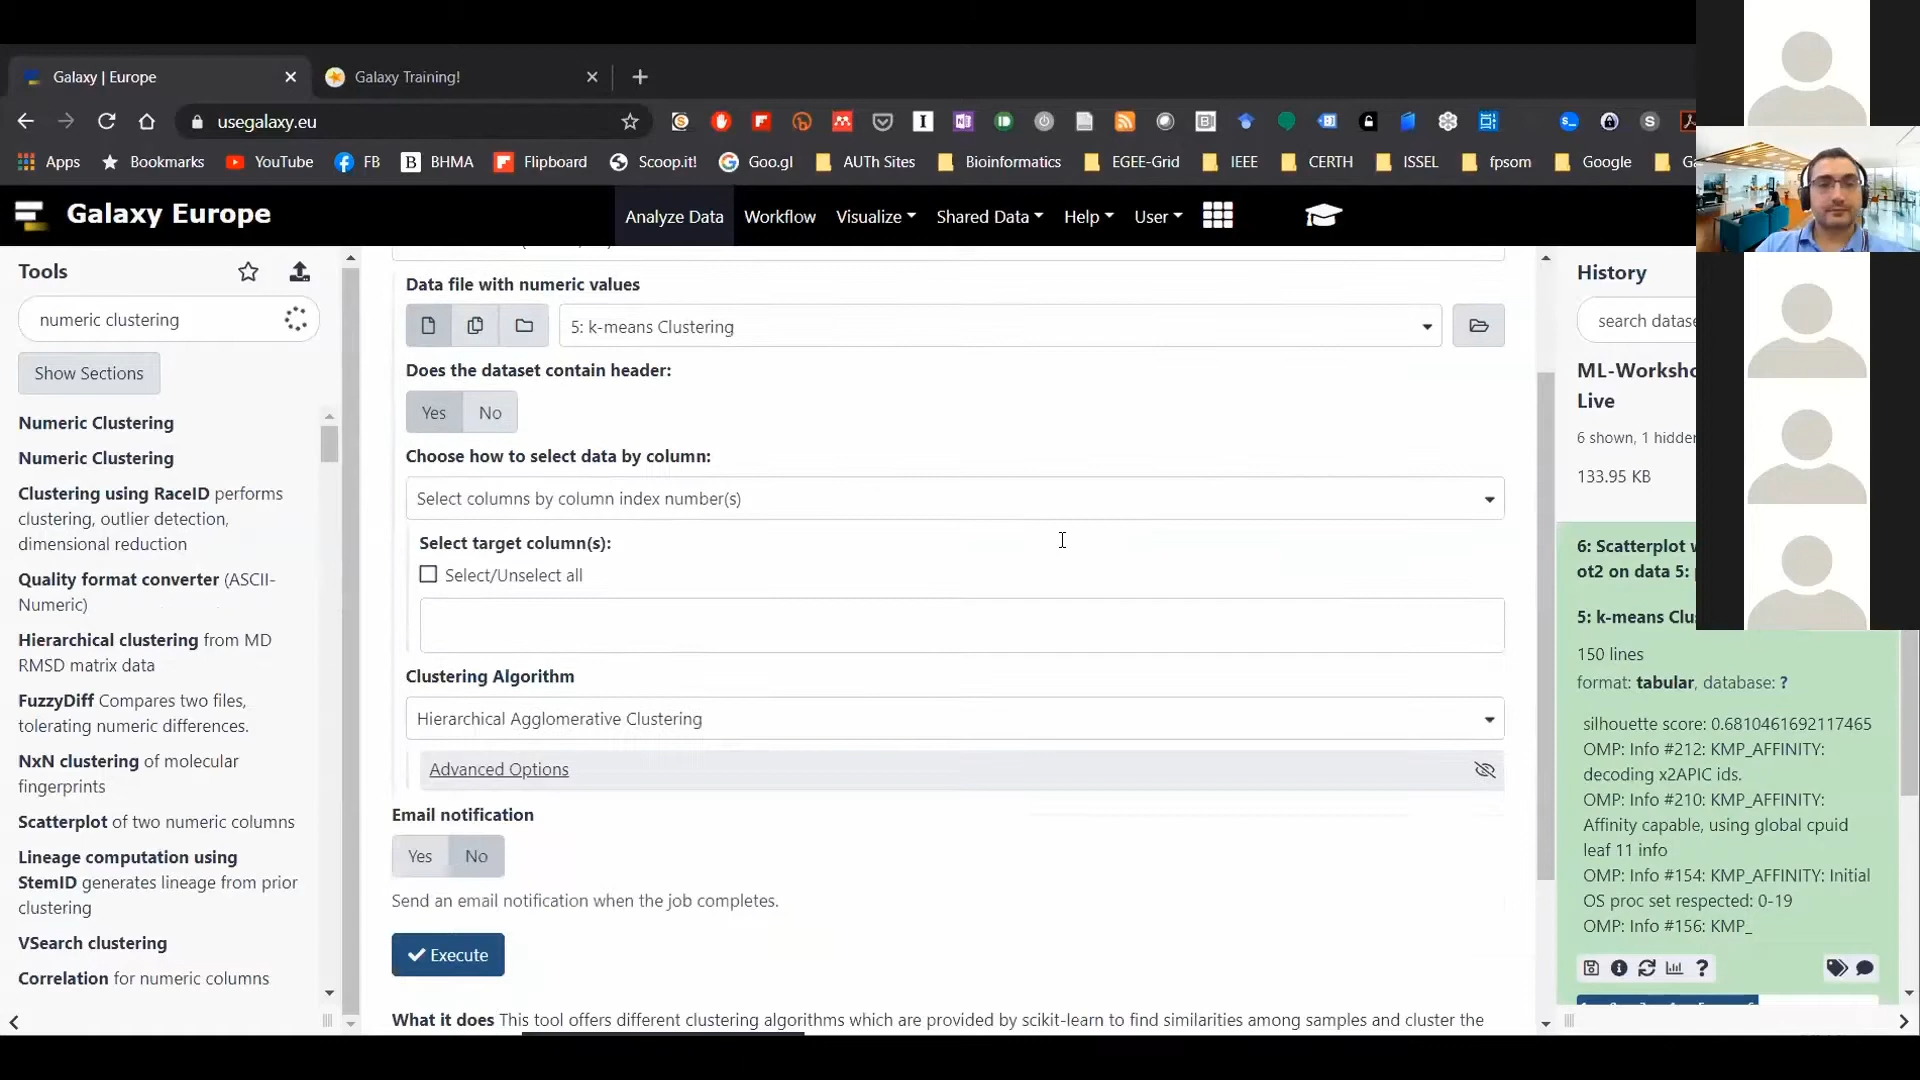 Galaxy | Europe
Galaxy Training!
usegalaxy.eu
Apps
Bookmarks
YouTube
FB
BHMA
Flipboard
Scoop.it!
Goo.gl
AUTh Sites
Bioinformatics
EGEE-Grid
IEEE
CERTH
ISSEL
fpsom
Google
Galaxy Europe
Analyze Data
Workflow
Visualize
Shared Data
Help
User
Tools
numeric clustering
Show Sections
Numeric Clustering
Numeric Clustering
Clustering using RaceID performs
clustering, outlier detection,
dimensional reduction
Quality format converter (ASCII-
Numeric)
Hierarchical clustering from MD
RMSD matrix data
FuzzyDiff Compares two files,
tolerating numeric differences.
NxN clustering of molecular
fingerprints
Scatterplot of two numeric columns
Lineage computation using
StemID generates lineage from prior
clustering
VSearch clustering
Correlation for numeric columns
Data file with numeric values
5: k-means Clustering
Does the dataset contain header:
Yes
No
Choose how to select data by column:
Select columns by column index number(s)
Select target column(s):
Select/Unselect all
Clustering Algorithm
Hierarchical Agglomerative Clustering
Advanced Options
Email notification
Yes
No
Send an email notification when the job completes.
Execute
What it does This tool offers different clustering algorithms which are provided by scikit-learn to find similarities among samples and cluster the
History
search datase
ML-Worksho
Live
6 shown, 1 hidden
133.95 KB
6: Scatterplot w
ot2 on data 5:
5: k-means Clu
150 lines
format: tabular, database: ?
silhouette score: 0.6810461692117465
OMP: Info #212: KMP_AFFINITY:
decoding x2APIC ids.
OMP: Info #210: KMP_AFFINITY:
Affinity capable, using global cpuid
leaf 11 info
OMP: Info #154: KMP_AFFINITY: Initial
OS proc set respected: 0-19
OMP: Info #156: KMP_